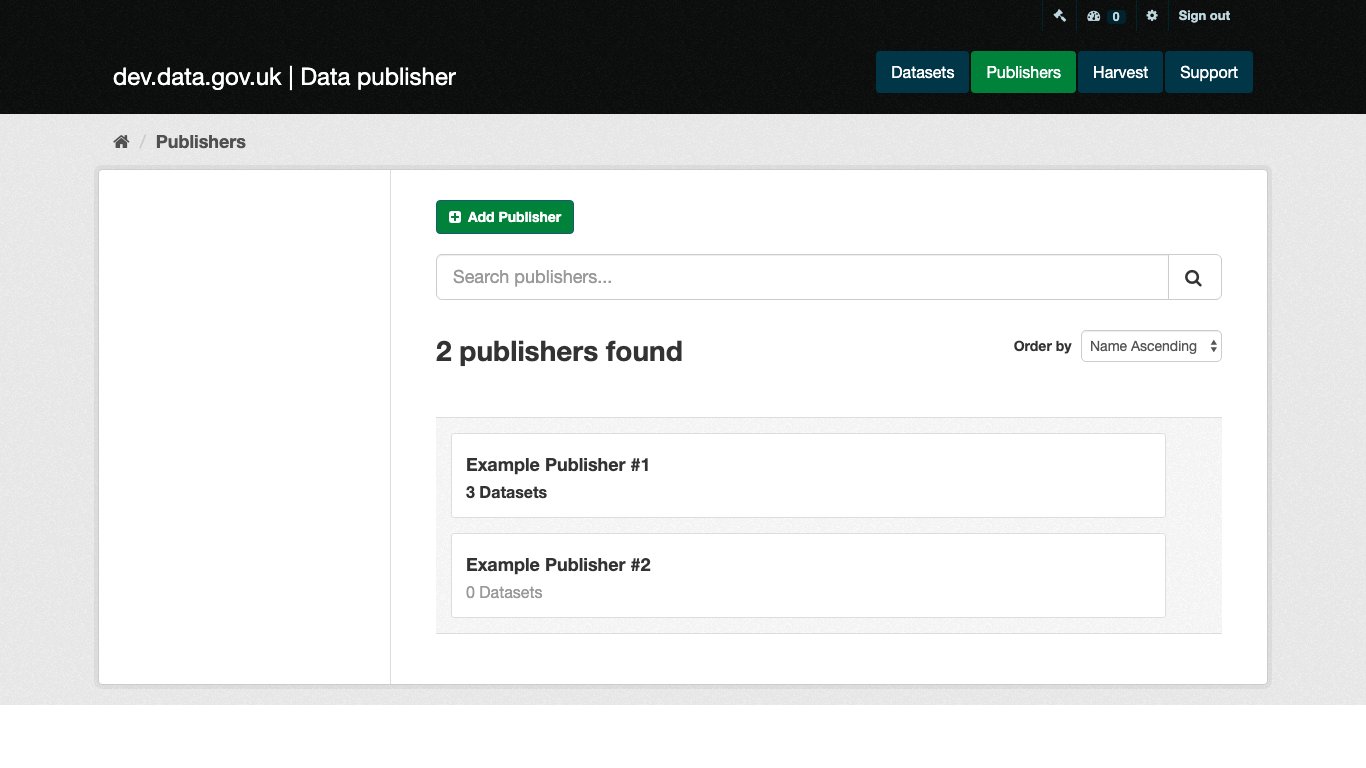 0 Sign out
dev.data.gov.uk | Data publisher
Datasets Publishers Harvest Support
/ Publishers
Add Publisher
Search publishers...
2 publishers found
Order by Name Ascending
Example Publisher #1
3 Datasets
Example Publisher #2
0 Datasets